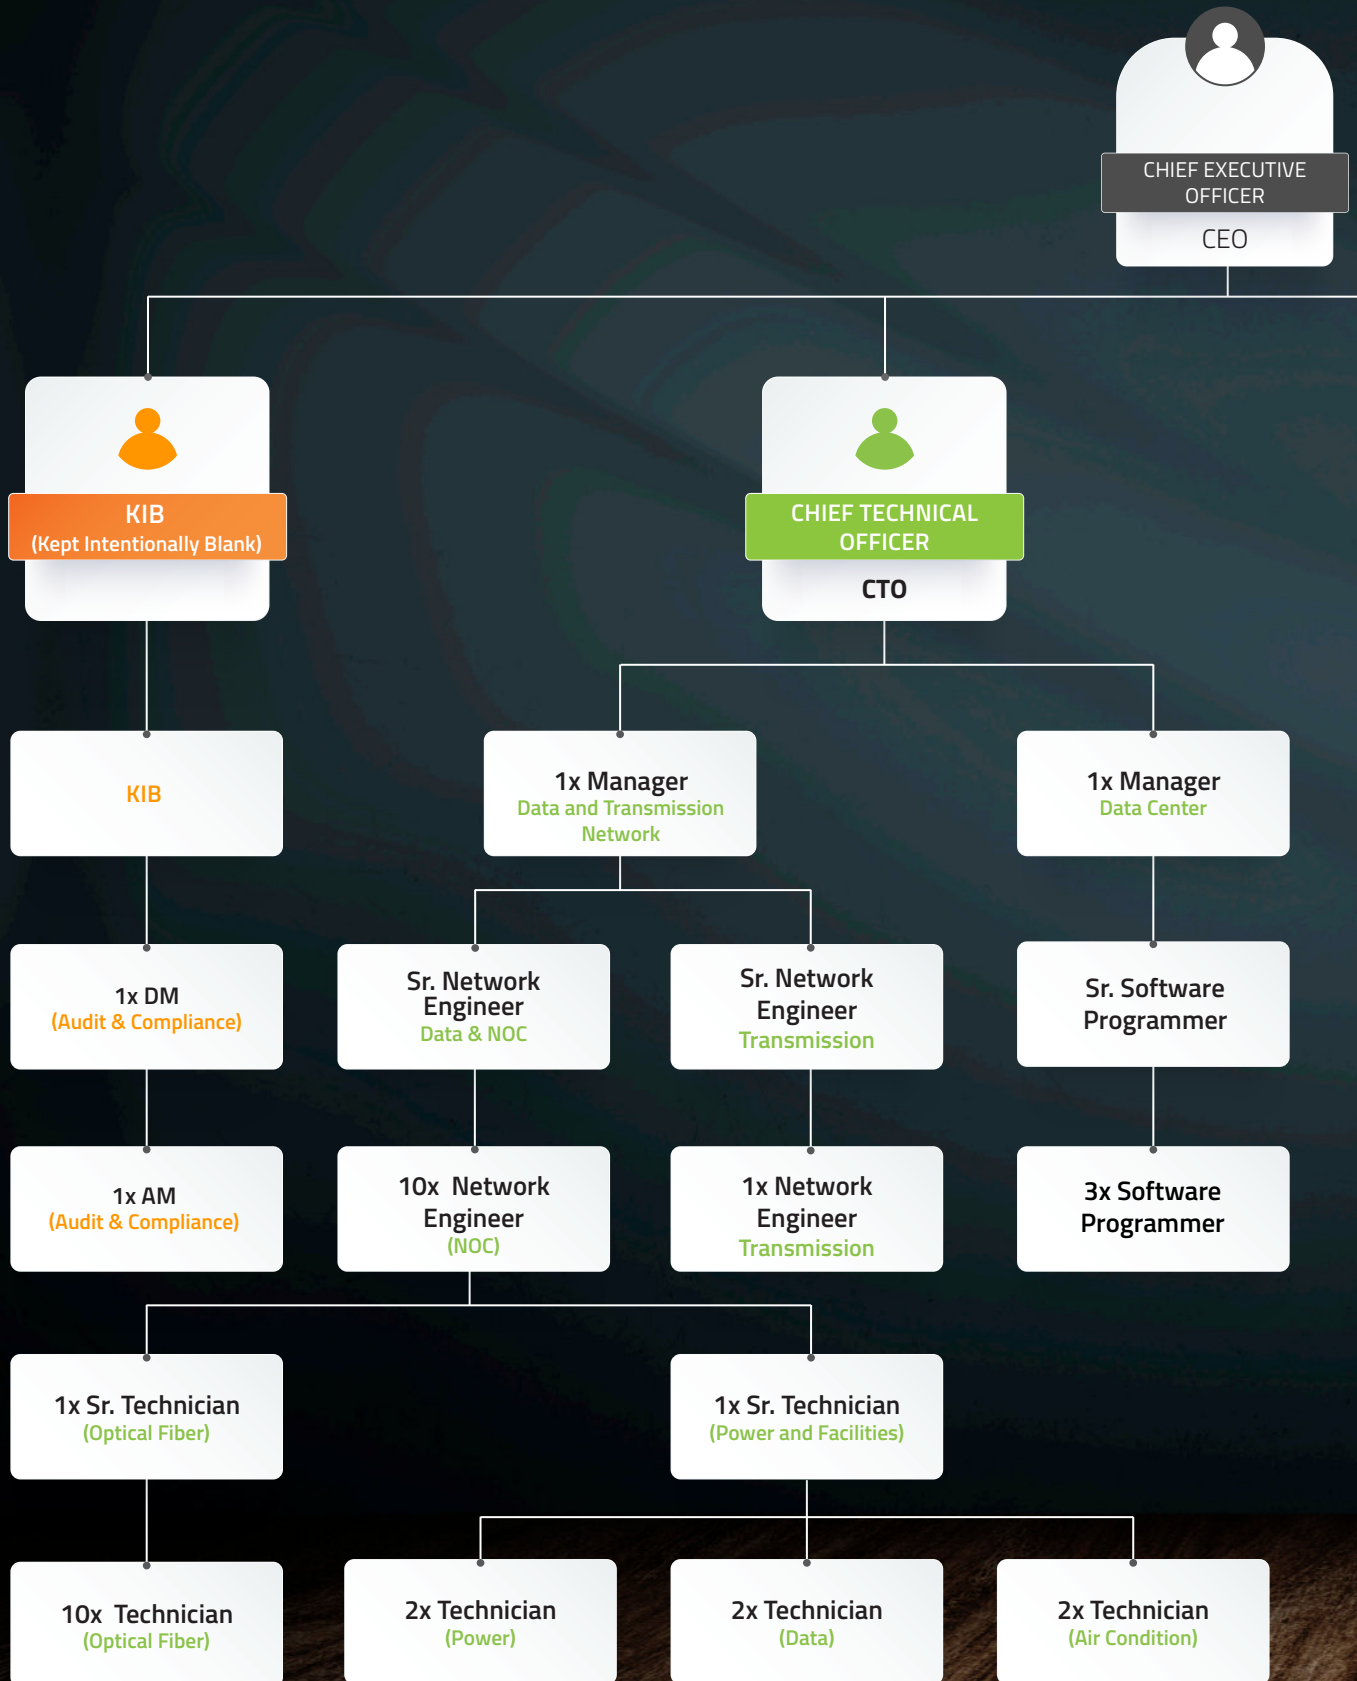 CHIEF EXECUTIVE
OFFICER
CEO
KIB
(Kept Intentionally Blank)
CHIEF TECHNICAL
OFFICER
CTO
KIB
1x Manager
Data and Transmission
Network
1x Manager
Data Center
1x DM
(Audit & Compliance)
Sr. Network
Engineer
Data & NOC
Sr. Network
Engineer
Transmission
Sr. Software
Programmer
1x AM
(Audit & Compliance)
10x Network
Engineer
(NOC)
1x Network
Engineer
Transmission
3x Software
Programmer
1x Sr. Technician
(Optical Fiber)
1x Sr. Technician
(Power and Facilities)
10x Technician
(Optical Fiber)
2x Technician
(Power)
2x Technician
(Data)
2x Technician
(Air Condition)